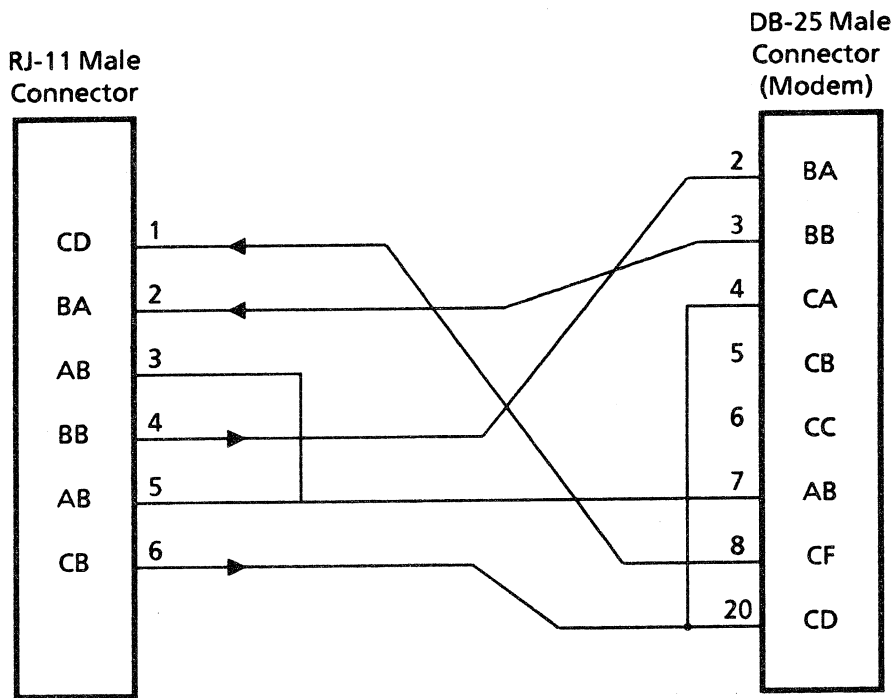 RJ-11 Male
Connector
DB-25 Male
Connector
(Modem)
CD 1
BA 2
AB 3
BB 4
AB 5
CB 6
2 BA
3 BB
4 CA
5 CB
6 CC
7 AB
8 CF
20 CD